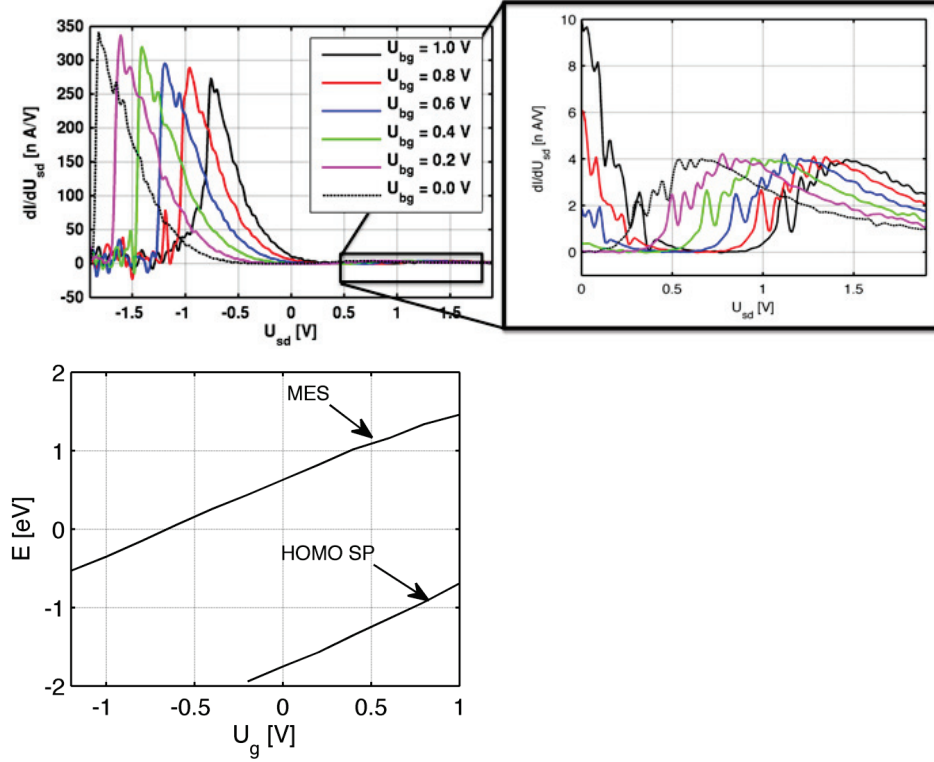 350
300
250
200
150
100
50
0
-50
dI/dU_sd [n A/V]
-1.5 -1 -0.5 0 0.5 1 1.5
U_sd [V]
U_bg = 1.0 V
U_bg = 0.8 V
U_bg = 0.6 V
U_bg = 0.4 V
U_bg = 0.2 V
U_bg = 0.0 V
10
8
6
4
2
0
dI/dU_sd [n A/V]
0 0.5 1 1.5
U_sd [V]
2
1
0
-1
-2
E [eV]
MES
HOMO SP
-1 -0.5 0 0.5 1
U_g [V]